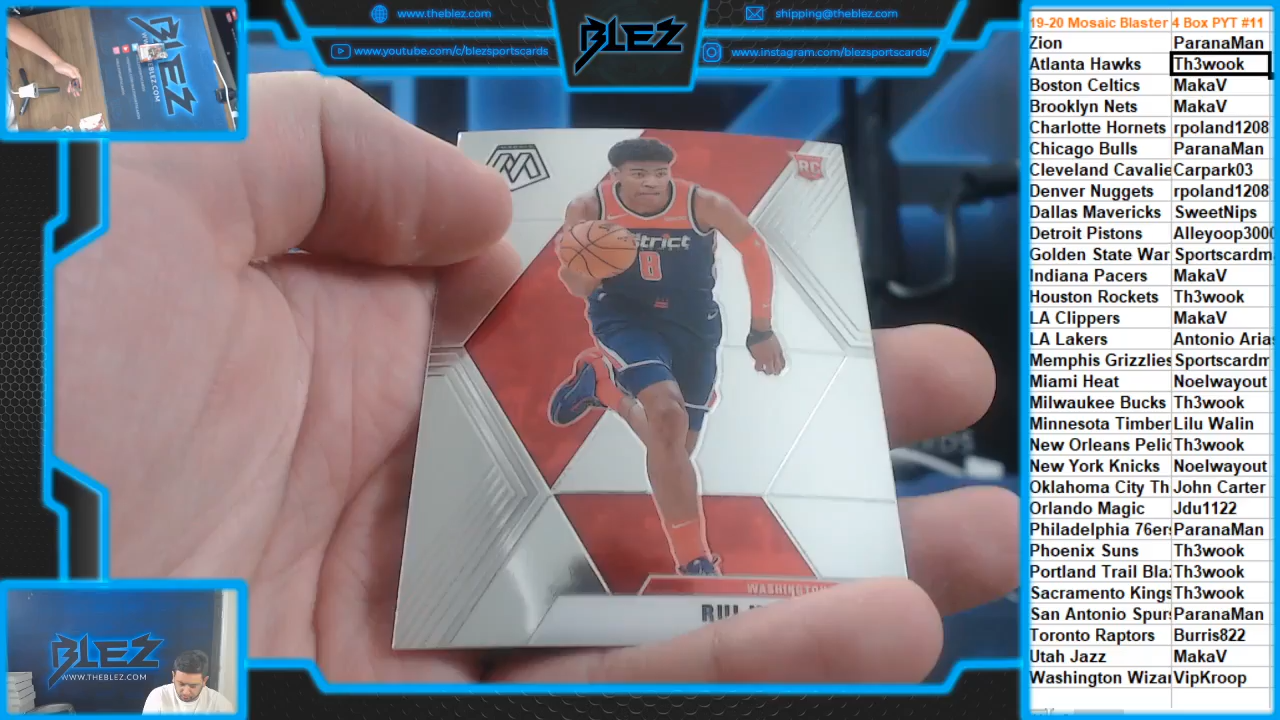 www.theblez.com
shipping@theblez.com
www.youtube.com/c/blezsportscards
www.instagram.com/blezsportscards/
BLEZ
19-20 Mosaic Blaster 4 Box PYT #11
Zion ParanaMan
Atlanta Hawks Th3wook
Boston Celtics MakaV
Brooklyn Nets MakaV
Charlotte Hornets rpoland1208
Chicago Bulls ParanaMan
Cleveland Cavalie Carpark03
Denver Nuggets rpoland1208
Dallas Mavericks SweetNips
Detroit Pistons Alleyoop3000
Golden State War Sportscardm
Indiana Pacers MakaV
Houston Rockets Th3wook
LA Clippers MakaV
LA Lakers Antonio Arias
Memphis Grizzlies Sportscardm
Miami Heat Noelwayout
Milwaukee Bucks Th3wook
Minnesota Timber Lilu Walin
New Orleans Pelic Th3wook
New York Knicks Noelwayout
Oklahoma City Th John Carter
Orlando Magic Jdu1122
Philadelphia 76ers ParanaMan
Phoenix Suns Th3wook
Portland Trail Bla Th3wook
Sacramento Kings Th3wook
San Antonio Spurs ParanaMan
Toronto Raptors Burris822
Utah Jazz MakaV
Washington Wizar VipKroop
M
RC
strict
8
WASHINGTON
RUI
BLEZ
WWW.THEBLEZ.COM
BLEZ
WWW.THEBLEZ.COM